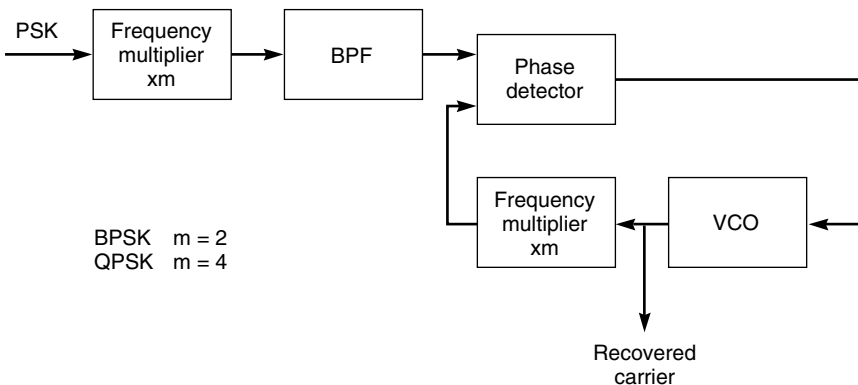 PSK
Frequency
multiplier
xm
BPF
Phase
detector
Frequency
multiplier
xm
VCO
BPSK m = 2
QPSK m = 4
Recovered
carrier